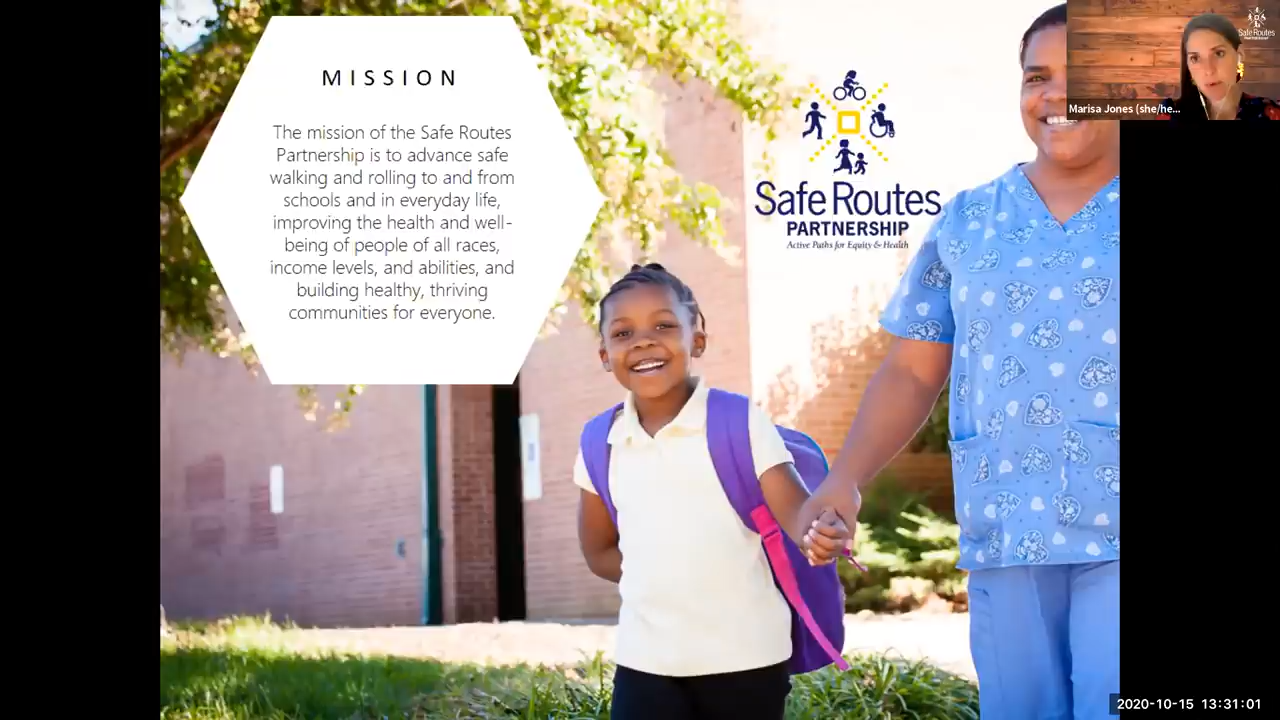 MISSION
The mission of the Safe Routes
Partnership is to advance safe
walking and rolling to and from
schools and in everyday life,
improving the health and well-
being of people of all races,
income levels, and abilities, and
building healthy, thriving
communities for everyone.
Safe Routes
PARTNERSHIP
Active Paths for Equity & Health
Safe Routes
PARTNERSHIP
Marisa Jones (she/he...
2020-10-15 13:31:01